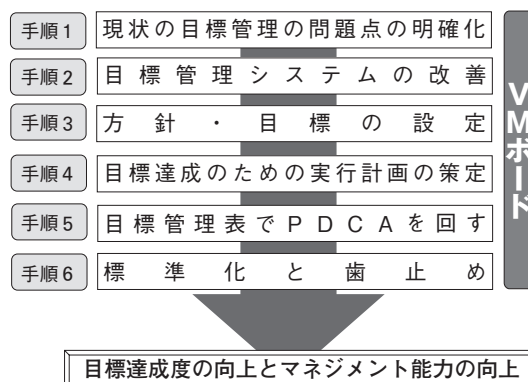 手順1 現状の目標管理の問題点の明確化
手順2 目標管理システムの改善
手順3 方針・目標の設定
手順4 目標達成のための実行計画の策定
手順5 目標管理表でPDCAを回す
手順6 標準化と歯止め
VMボード
目標達成度の向上とマネジメント能力の向上